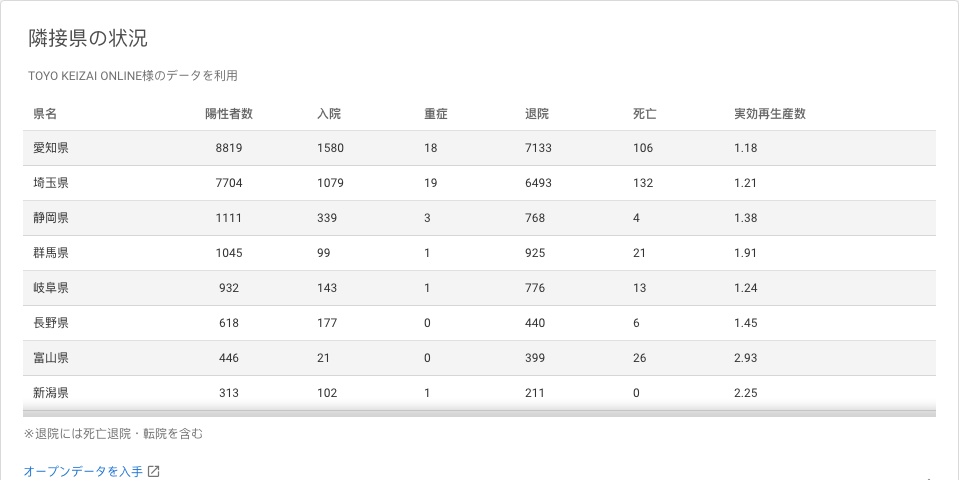 隣接県の状況
TOYO KEIZAI ONLINE様のデータを利用
県名 陽性者数 入院 重症 退院 死亡 実効再生産数
愛知県 8819 1580 18 7133 106 1.18
埼玉県 7704 1079 19 6493 132 1.21
静岡県 1111 339 3 768 4 1.38
群馬県 1045 99 1 925 21 1.91
岐阜県 932 143 1 776 13 1.24
長野県 618 177 0 440 6 1.45
富山県 446 21 0 399 26 2.93
新潟県 313 102 1 211 0 2.25
※退院には死亡退院・転院を含む
オープンデータを入手